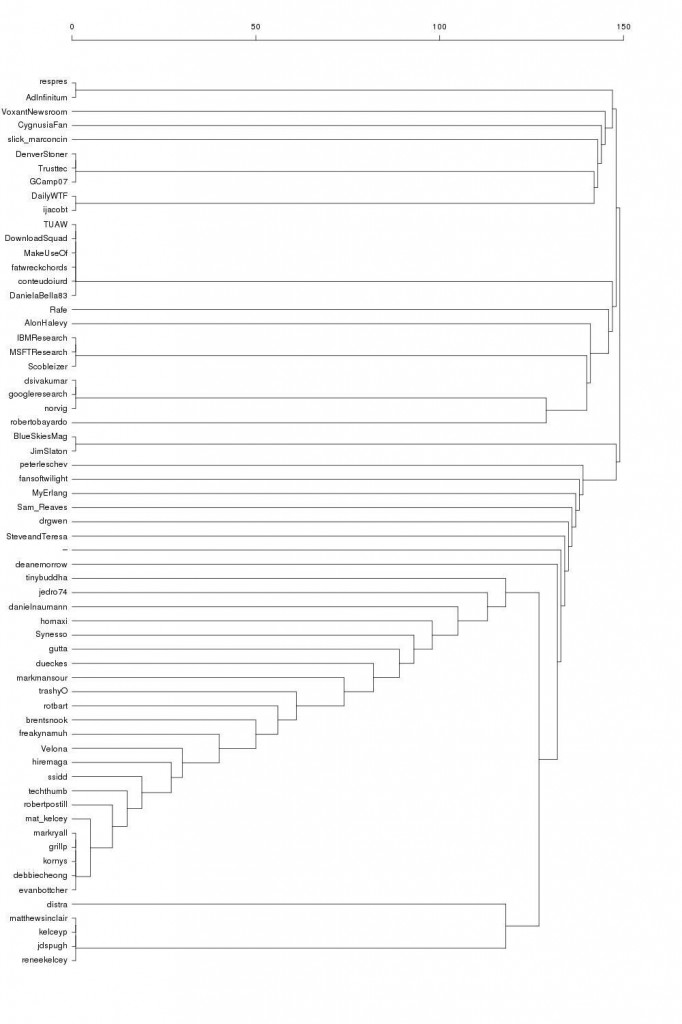 0 50 100 150
respres
AdInfinitum
VoxantNewsroom
CygnusiaFan
slick_marconcin
DenverStoner
Trusttec
GCamp07
DailyWTF
ijacobt
TUAW
DownloadSquad
MakeUseOf
fatwreckchords
conteudoiurd
DanielaBella83
Rafe
AlonHalevy
IBMResearch
MSFTResearch
Scobleizer
dsivakumar
googleresearch
norvig
robertobayardo
BlueSkiesMag
JimSlaton
peterleschev
fansoftwilight
MyErlang
Sam_Reaves
drgwen
SteveandTeresa
–
deanemorrow
tinybuddha
jedro74
danielnaumann
homaxi
Synesso
gutta
dueckes
markmansour
trashyO
rotbart
brentsnook
freakynamuh
Velona
hiremaga
ssidd
techthumb
robertpostill
mat_kelcey
markryall
grillp
kornys
debbiecheong
evanbottcher
distra
matthewsinclair
kelceyp
jdspugh
reneekelcey